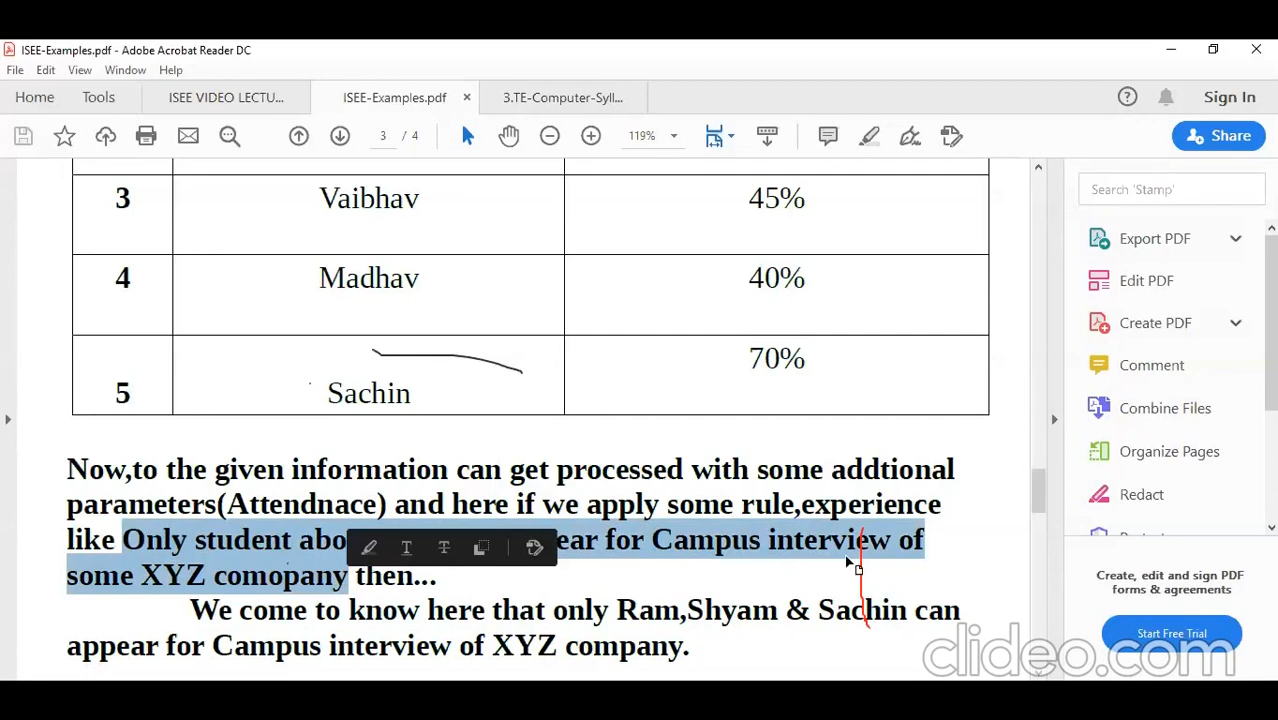 ISEE-Examples.pdf - Adobe Acrobat Reader DC
File Edit View Window Help
Home Tools ISEE VIDEO LECTU... ISEE-Examples.pdf × 3.TE-Computer-Syll... Sign In
3 / 4 119% Share
3 Vaibhav 45%
4 Madhav 40%
5 Sachin 70%
Now,to the given information can get processed with some addtional
parameters(Attendnace) and here if we apply some rule,experience
like Only student abo ear for Campus interview of
some XYZ comopany then...
We come to know here that only Ram,Shyam & Sachin can
appear for Campus interview of XYZ company.
Search 'Stamp'
Export PDF
Edit PDF
Create PDF
Comment
Combine Files
Organize Pages
Redact
Create, edit and sign PDF
forms & agreements
Start Free Trial
clideo.com